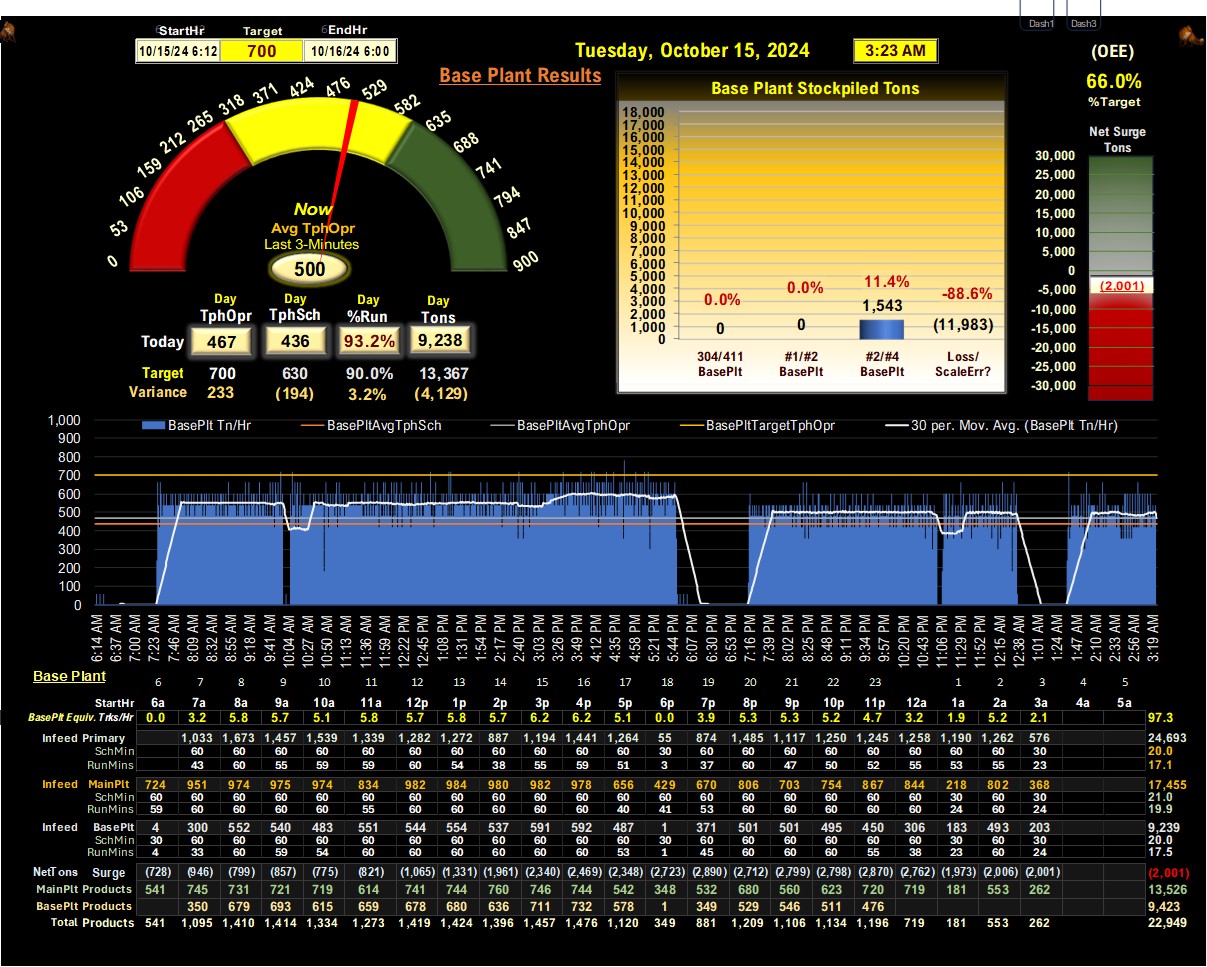 Dash1 Dash3
StartHr Target EndHr
10/15/24 6:12 700 10/16/24 6:00
Tuesday, October 15, 2024 3:23 AM
Base Plant Results
(OEE)
66.0%
%Target
Net Surge
Tons
30,000
25,000
20,000
15,000
10,000
5,000
0
-5,000
-10,000
-15,000
-20,000
-25,000
-30,000
(2,001)
0 53 106 159 212 265 318 371 424 476 529 582 635 688 741 794 847 900
Now
Avg TphOpr
Last 3-Minutes
500
Base Plant Stockpiled Tons
18,000
17,000
16,000
15,000
14,000
13,000
12,000
11,000
10,000
9,000
8,000
7,000
6,000
5,000
4,000
3,000
2,000
1,000
0
0.0% 0.0% 11.4% -88.6%
0 0 1,543 (11,983)
304/411 #1/#2 #2/#4 Loss/
BasePlt BasePlt BasePlt ScaleErr?
Day Day Day Day
TphOpr TphSch %Run Tons
Today 467 436 93.2% 9,238
Target 700 630 90.0% 13,367
Variance 233 (194) 3.2% (4,129)
BasePlt Tn/Hr BasePltAvgTphSch BasePltAvgTphOpr BasePltTargetTphOpr 30 per. Mov. Avg. (BasePlt Tn/Hr)
1,000
900
800
700
600
500
400
300
200
100
0
6:14 AM 6:37 AM 7:00 AM 7:23 AM 7:46 AM 8:09 AM 8:32 AM 8:55 AM 9:18 AM 9:41 AM 10:04 AM 10:27 AM 10:50 AM 11:13 AM 11:36 AM 11:59 AM 12:22 PM 12:45 PM 1:08 PM 1:31 PM 1:54 PM 2:17 PM 2:40 PM 3:03 PM 3:26 PM 3:49 PM 4:12 PM 4:35 PM 4:58 PM 5:21 PM 5:44 PM 6:07 PM 6:30 PM 6:53 PM 7:16 PM 7:39 PM 8:02 PM 8:25 PM 8:48 PM 9:11 PM 9:34 PM 9:57 PM 10:20 PM 10:43 PM 11:06 PM 11:29 PM 11:52 PM 12:15 AM 12:38 AM 1:01 AM 1:24 AM 1:47 AM 2:10 AM 2:33 AM 2:56 AM 3:19 AM
Base Plant 6 7 8 9 10 11 12 13 14 15 16 17 18 19 20 21 22 23 1 2 3 4 5
StartHr 6a 7a 8a 9a 10a 11a 12p 1p 2p 3p 4p 5p 6p 7p 8p 9p 10p 11p 12a 1a 2a 3a 4a 5a
BasePlt Equiv. Trks/Hr 0.0 3.2 5.8 5.7 5.1 5.8 5.7 5.8 5.7 6.2 6.2 5.1 0.0 3.9 5.3 5.3 5.2 4.7 3.2 1.9 5.2 2.1 97.3
Infeed Primary 1,033 1,673 1,457 1,539 1,339 1,282 1,272 887 1,194 1,441 1,264 55 874 1,485 1,117 1,250 1,245 1,258 1,190 1,262 576 24,693
SchMin 60 60 60 60 60 60 60 60 60 60 60 30 60 60 60 60 60 60 60 60 30 20.0
RunMins 43 60 55 59 59 60 54 38 55 59 51 3 37 60 47 50 52 55 53 55 23 17.1
Infeed MainPlt 724 951 974 975 974 834 982 984 980 982 978 656 429 670 806 703 754 867 844 218 802 368 17,455
SchMin 60 60 60 60 60 60 60 60 60 60 60 60 60 60 60 60 60 60 60 30 60 30 21.0
RunMins 59 60 60 60 60 55 60 60 60 60 60 40 41 53 60 60 60 60 60 24 60 24 19.9
Infeed BasePlt 4 300 552 540 483 551 544 554 537 591 592 487 1 371 501 501 495 450 306 183 493 203 9,239
SchMin 30 60 60 60 60 60 60 60 60 60 60 60 30 60 60 60 60 60 60 30 60 30 20.0
RunMins 4 33 60 59 54 60 60 60 60 60 60 53 1 45 60 60 60 55 38 23 60 24 17.5
NetTons Surge (728) (946) (799) (857) (775) (821) (1,065) (1,331) (1,961) (2,340) (2,469) (2,348) (2,723) (2,890) (2,712) (2,799) (2,798) (2,870) (2,762) (1,973) (2,006) (2,001) (2,001)
MainPlt Products 541 745 731 721 719 614 741 744 760 746 744 542 348 532 680 560 623 720 719 181 553 262 13,526
BasePlt Products 350 679 693 615 659 678 680 636 711 732 578 1 349 529 546 511 476 9,423
Total Products 541 1,095 1,410 1,414 1,334 1,273 1,419 1,424 1,396 1,457 1,476 1,120 349 881 1,209 1,106 1,134 1,196 719 181 553 262 22,949